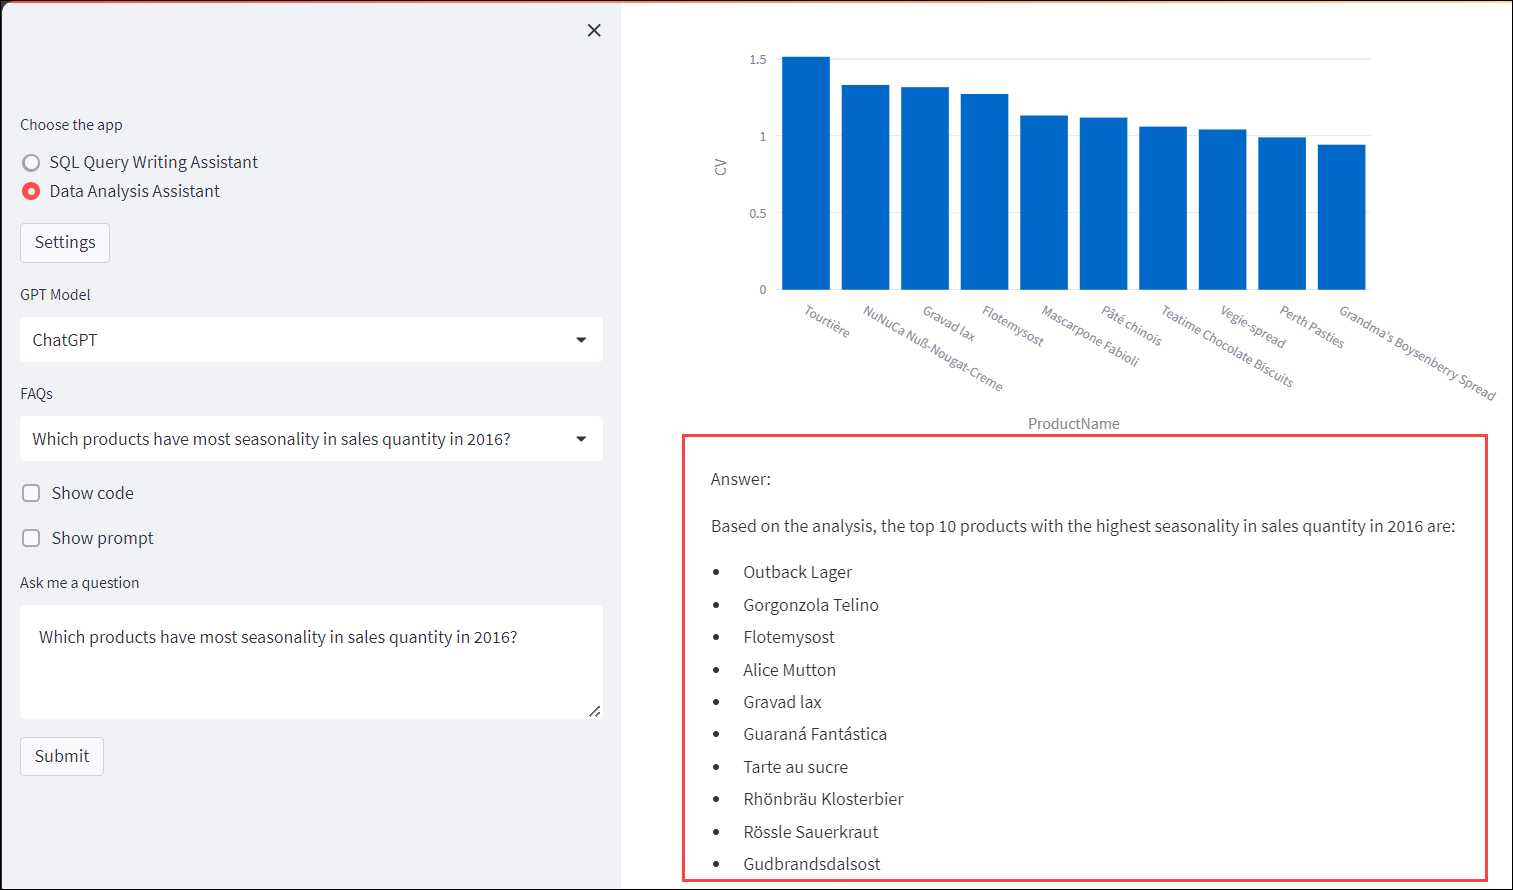 Choose the app
SQL Query Writing Assistant
Data Analysis Assistant
Settings
GPT Model
ChatGPT
FAQs
Which products have most seasonality in sales quantity in 2016?
Show code
Show prompt
Ask me a question
Which products have most seasonality in sales quantity in 2016?
Submit
1.5
1
0.5
0
CV
Tourtière
NuNuCa Nuß-Nougat-Creme
Gravad lax
Flotemysost
Mascarpone Fabioli
Pâté chinois
Teatime Chocolate Biscuits
Vegie-spread
Perth Pasties
Grandma's Boysenberry Spread
ProductName
Answer:
Based on the analysis, the top 10 products with the highest seasonality in sales quantity in 2016 are:
• Outback Lager
• Gorgonzola Telino
• Flotemysost
• Alice Mutton
• Gravad lax
• Guaraná Fantástica
• Tarte au sucre
• Rhönbräu Klosterbier
• Rössle Sauerkraut
• Gudbrandsdalsost